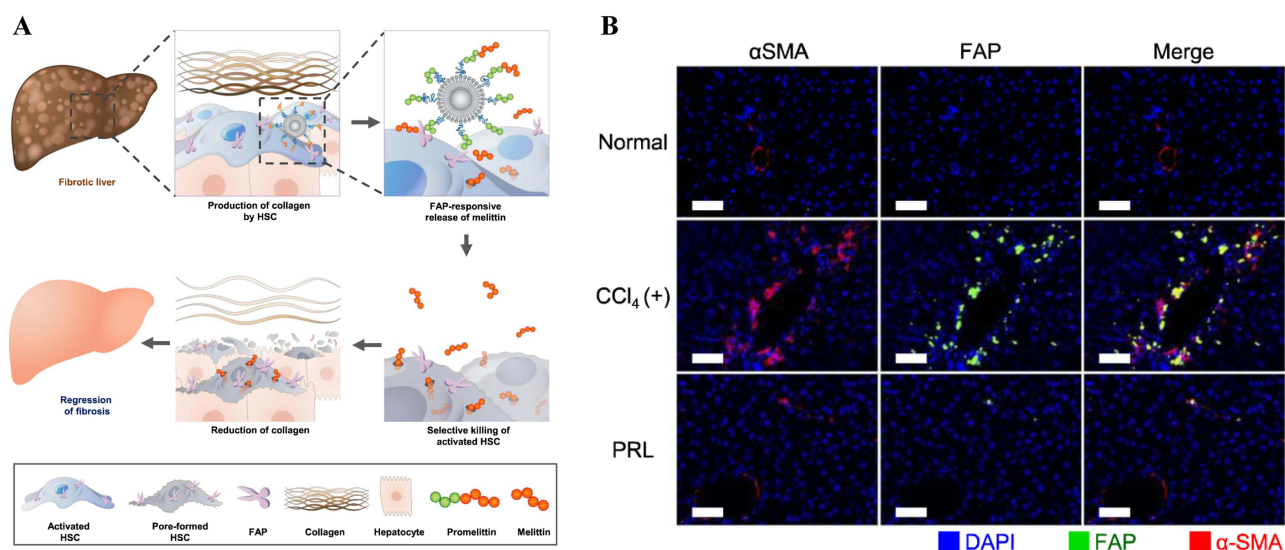 A
Fibrotic liver
Production of collagen
by HSC
FAP-responsive
release of melittin
Regression
of fibrosis
Reduction of collagen
Selective killing of
activated HSC
Activated
HSC
Pore-formed
HSC
FAP
Collagen
Hepatocyte
Promelittin
Melittin
B
αSMA
FAP
Merge
Normal
CCl₄ (+)
PRL
DAPI
FAP
α-SMA